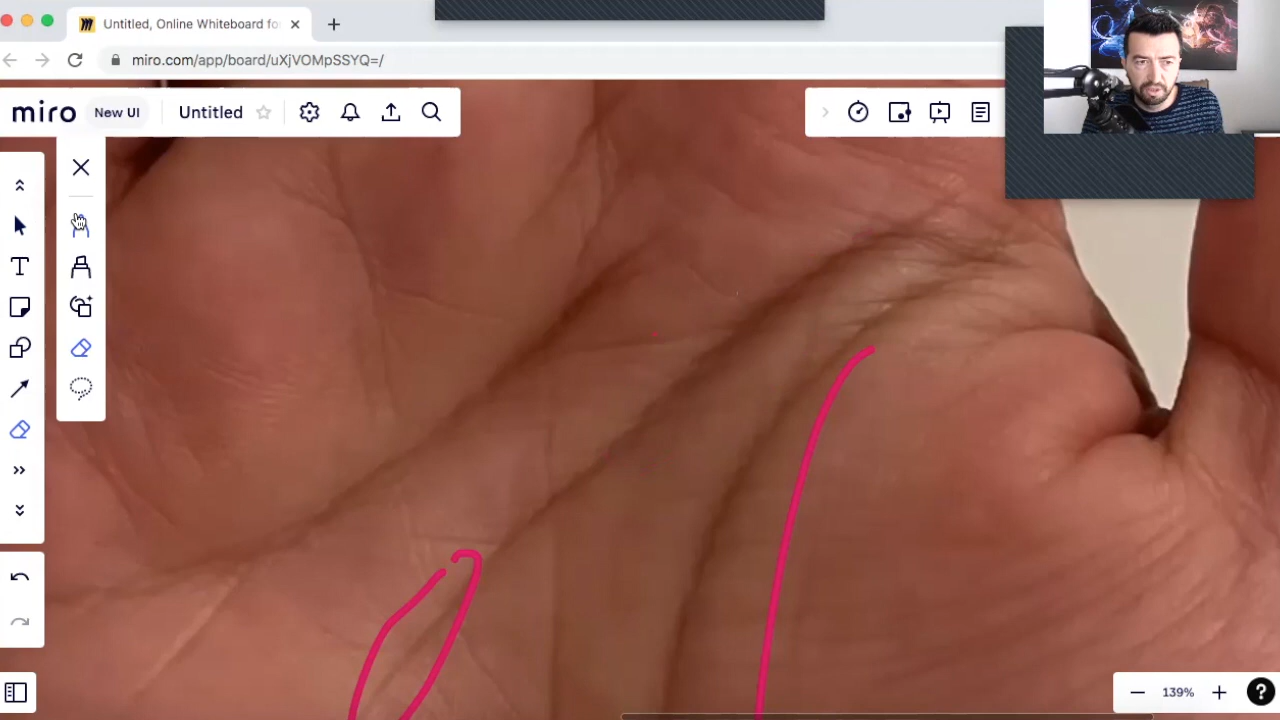 Untitled, Online Whiteboard fo
miro.com/app/board/uXjVOMpSSYQ=/
miro New UI Untitled
139%